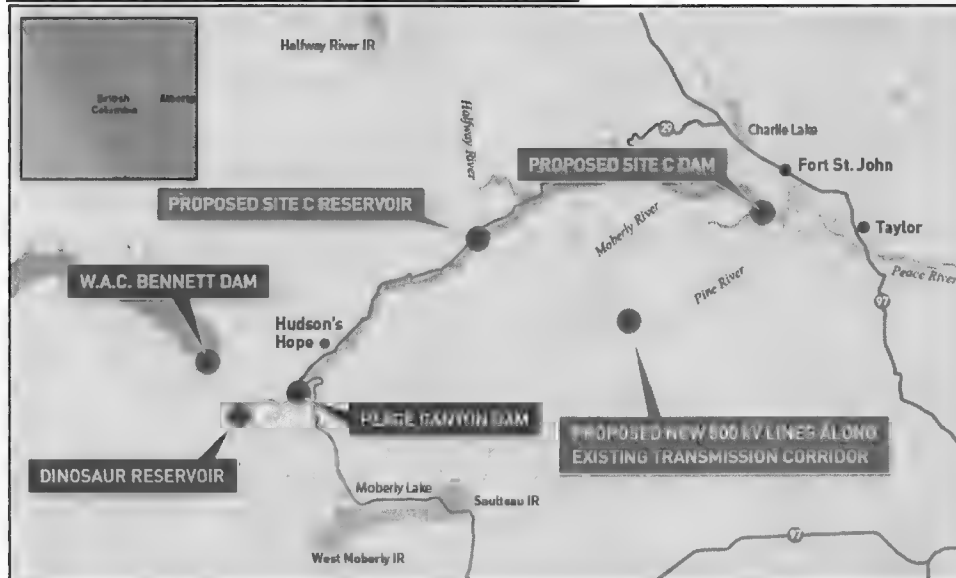 Halfway River IR
British
Columbia
Alberta
Halfway River
29
Charlie Lake
PROPOSED SITE C DAM
Fort St. John
PROPOSED SITE C RESERVOIR
Moberly River
Taylor
W.A.C. BENNETT DAM
Pine River
Peace River
97
Hudson's
Hope
PEACE CANYON DAM
PROPOSED NEW 500 KV LINES ALONG
EXISTING TRANSMISSION CORRIDOR
DINOSAUR RESERVOIR
Moberly Lake
Saulteau IR
West Moberly IR